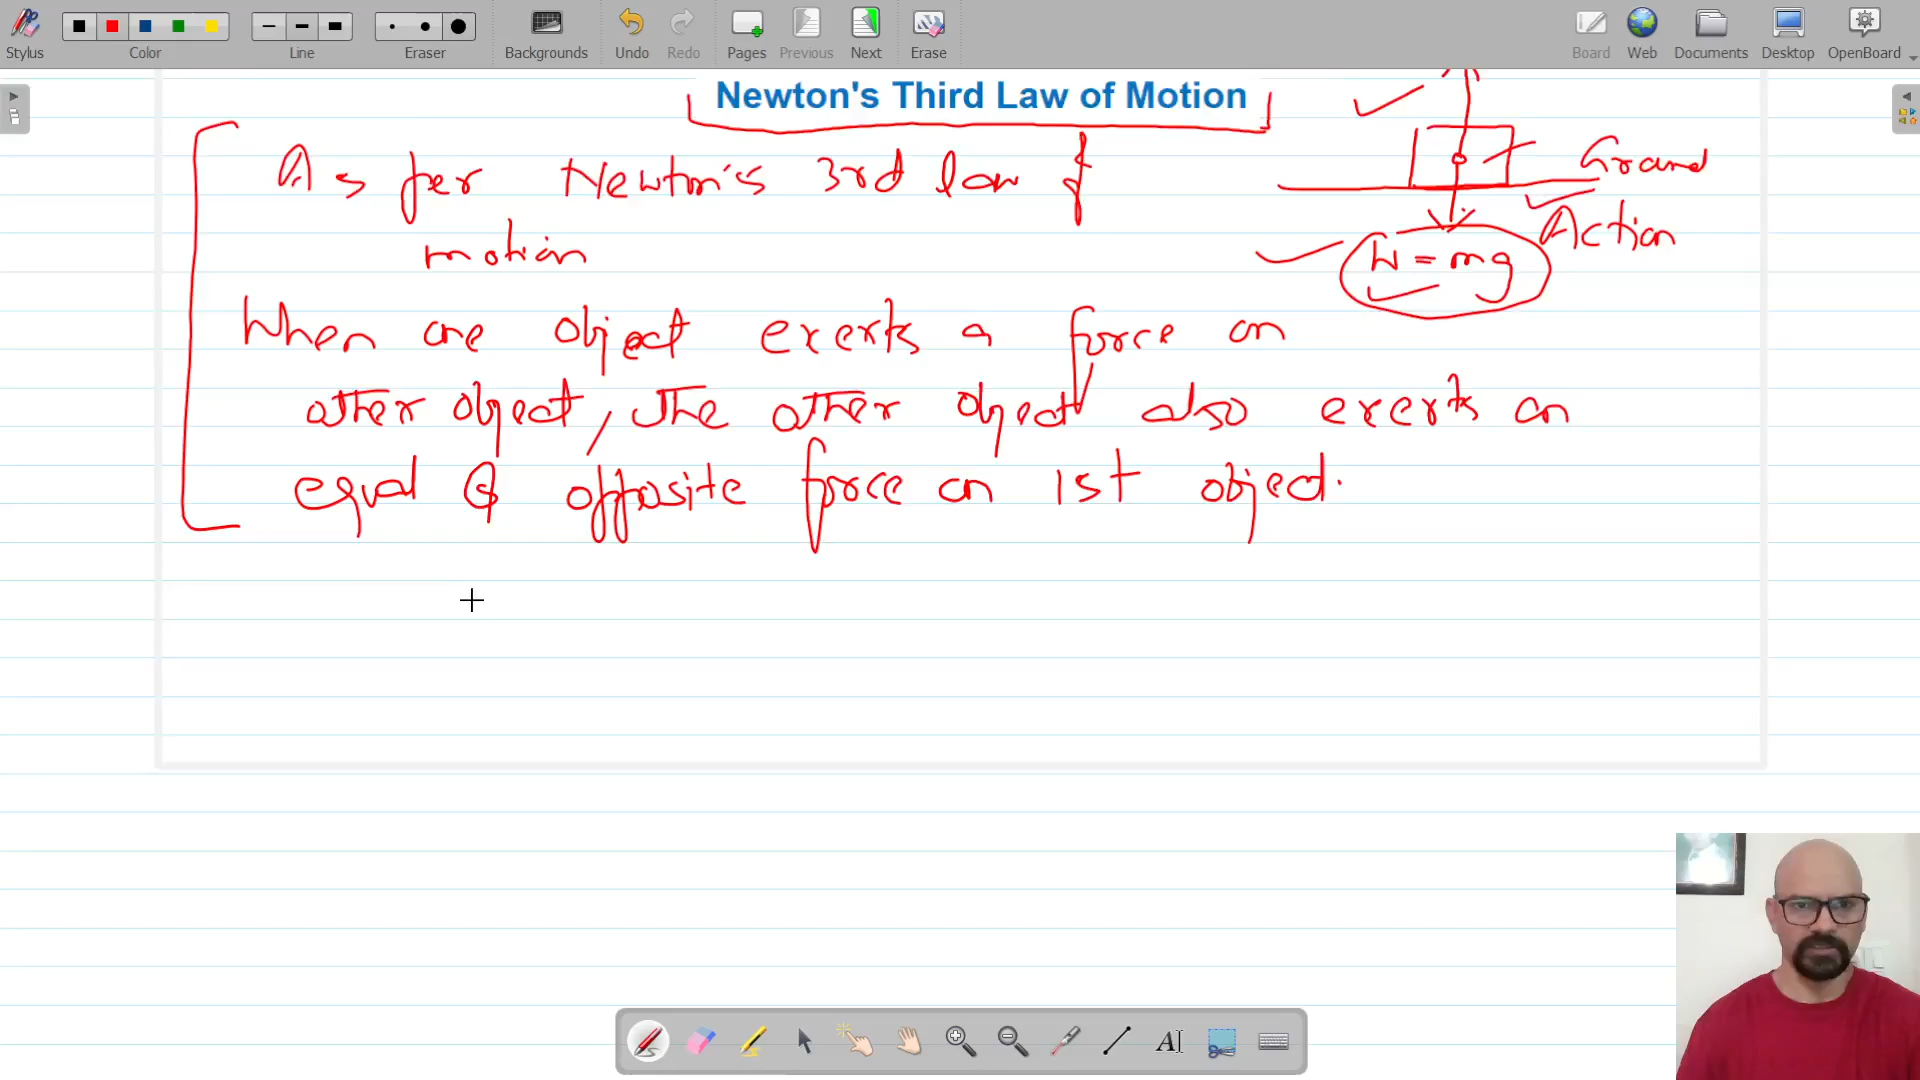 Stylus
Color
Line
Eraser
Backgrounds
Undo
Redo
Pages
Previous
Next
Erase
Board
Web
Documents
Desktop
OpenBoard
Newton's Third Law of Motion
As per Newton's 3rd law of
motion
When one object exerts a force on
other object, the other object also exerts an
equal & opposite force on 1st object.
Ground
Action
W = mg